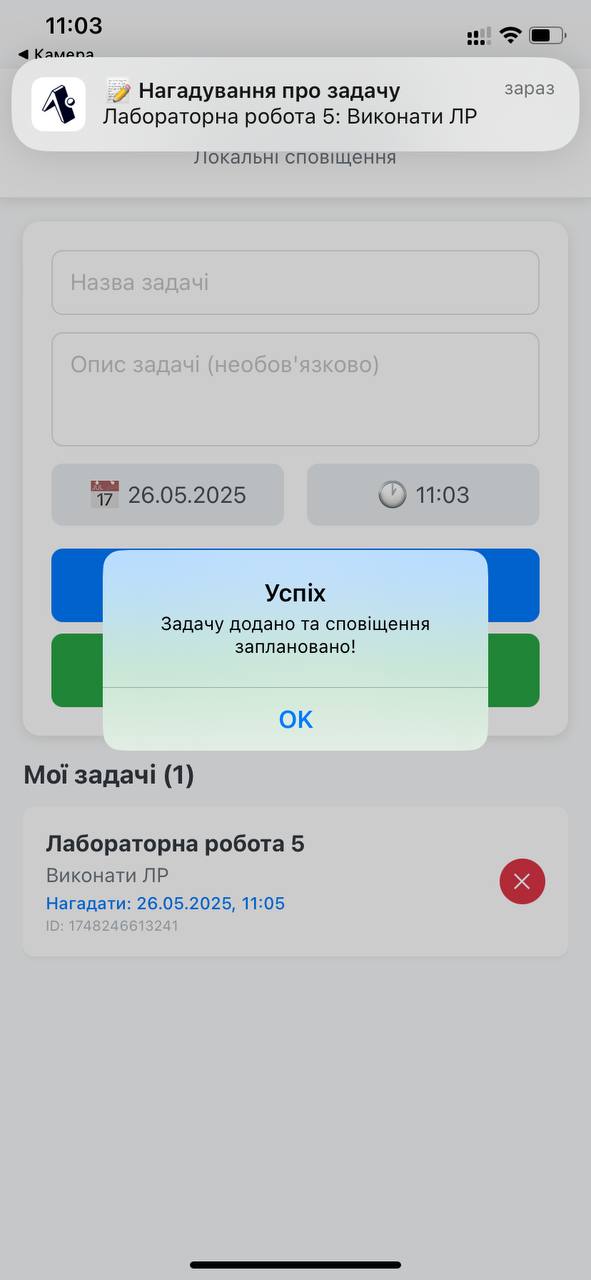 11:03
◀ Камера
📝 Нагадування про задачу
зараз
Лабораторна робота 5: Виконати ЛР
Локальні сповіщення
Назва задачі
Опис задачі (необов'язково)
26.05.2025
11:03
Успіх
Задачу додано та сповіщення
заплановано!
OK
Мої задачі (1)
Лабораторна робота 5
Виконати ЛР
Нагадати: 26.05.2025, 11:05
ID: 1748246613241